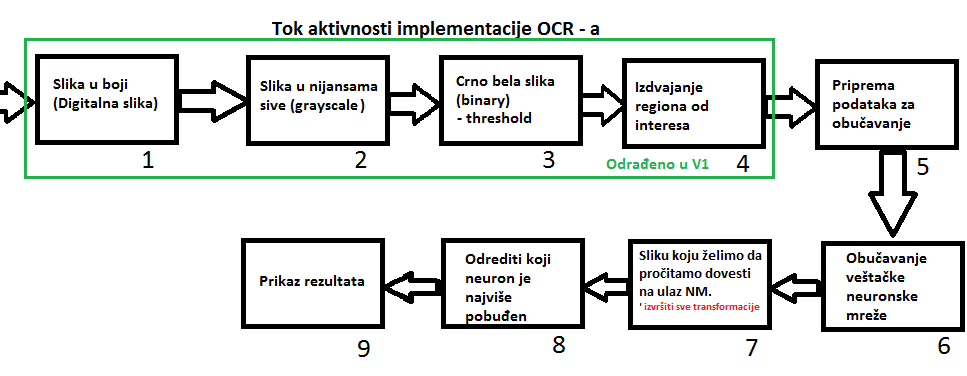 Tok aktivnosti implementacije OCR - a
Slika u boji
(Digitalna slika)
1
Slika u nijansama
sive (grayscale)
2
Crno bela slika
(binary)
- threshold
3
Izdvajanje
regiona od
interesa
Odrađeno u V1
4
Priprema
podataka za
obučavanje
5
Obučavanje
veštačke
neuronske
mreže
6
Sliku koju želimo da
pročitamo dovesti
na ulaz NM.
' izvršiti sve transformacije
7
Odrediti koji
neuron je
najviše
pobuđen
8
Prikaz rezultata
9